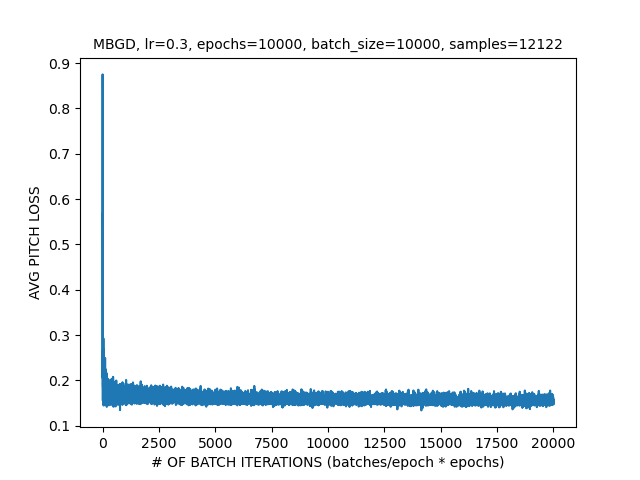 MBGD, lr=0.3, epochs=10000, batch_size=10000, samples=12122
AVG PITCH LOSS
0.9
0.8
0.7
0.6
0.5
0.4
0.3
0.2
0.1
0 2500 5000 7500 10000 12500 15000 17500 20000
# OF BATCH ITERATIONS (batches/epoch * epochs)